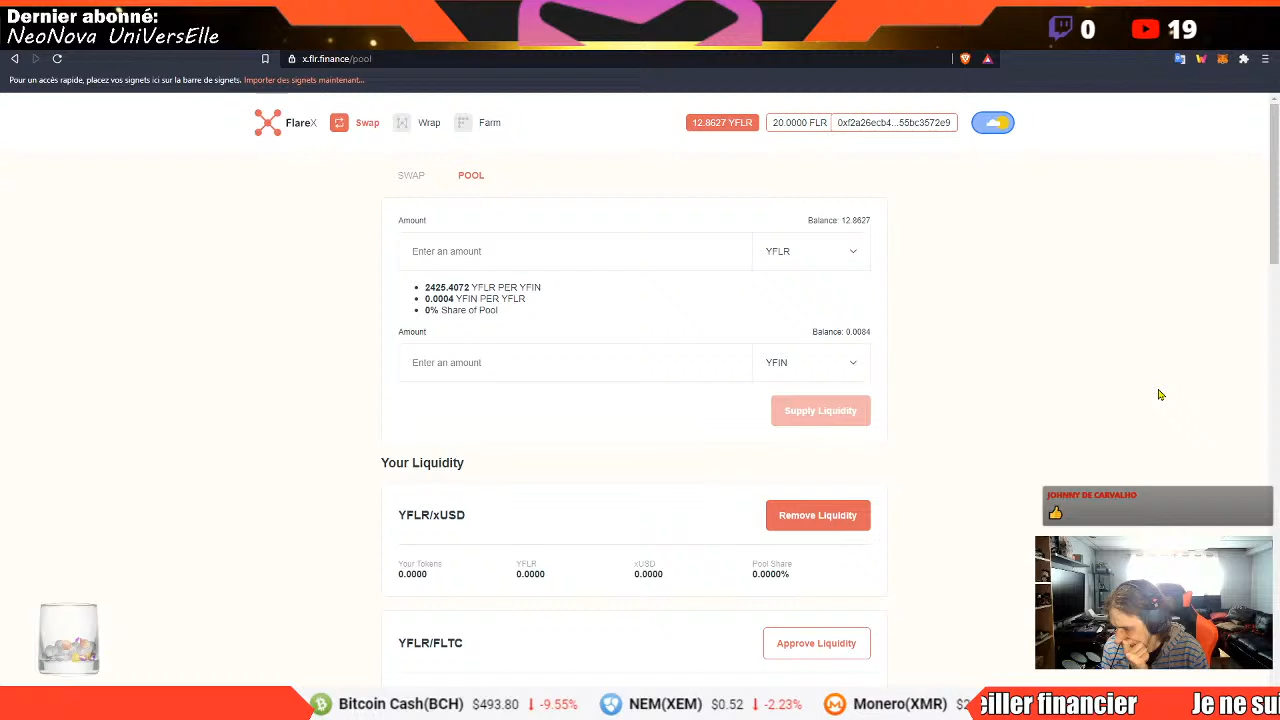 Dernier abonné:
NeoNova UniVersElle
0
19
x.flr.finance/pool
Pour un accès rapide, placez vos signets ici sur la barre de signets. Importer des signets maintenant...
FlareX
Swap
Wrap
Farm
12.8627 YFLR
20.0000 FLR
0xf2a26ecb4...55bc3572e9
SWAP
POOL
Amount
Balance: 12.8627
Enter an amount
YFLR
2425.4072 YFLR PER YFIN
0.0004 YFIN PER YFLR
0% Share of Pool
Amount
Balance: 0.0084
Enter an amount
YFIN
Supply Liquidity
Your Liquidity
YFLR/xUSD
Remove Liquidity
Your Tokens
YFLR
xUSD
Pool Share
0.0000
0.0000
0.0000
0.0000%
JOHNNY DE CARVALHO
👍
YFLR/FLTC
Approve Liquidity
Bitcoin Cash(BCH) $493.80 ↓ -9.55%
NEM(XEM) $0.52 ↓ -2.23%
Monero(XMR)
eiller financier
Je ne su